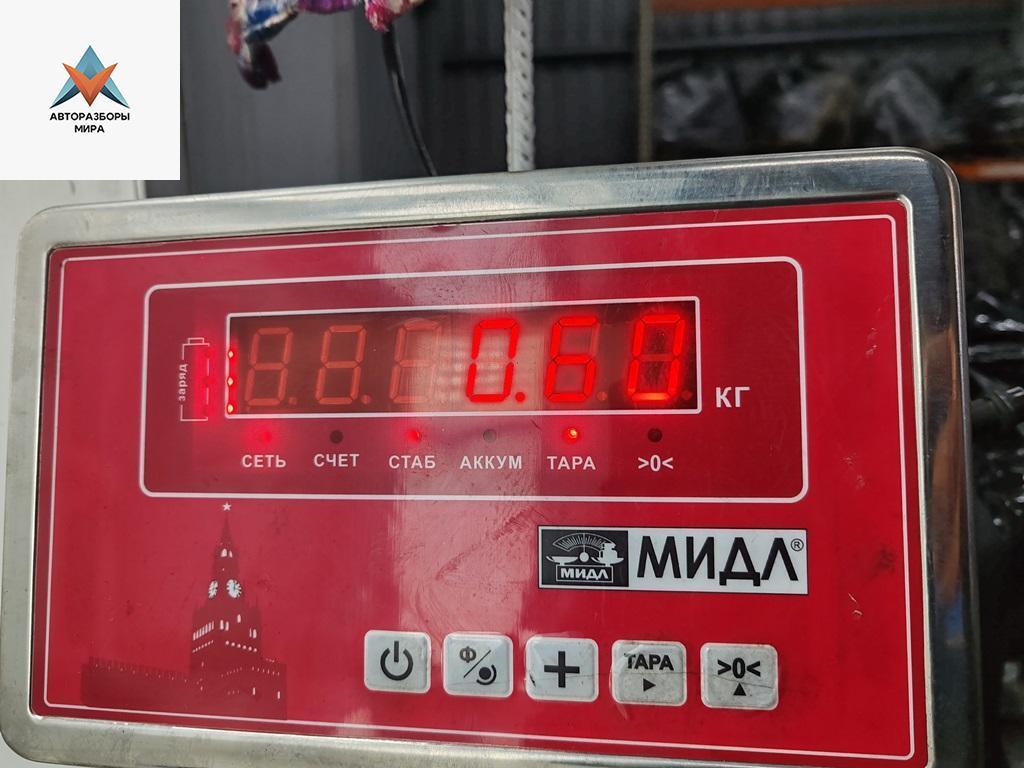 АВТОРАЗБОРЫ
МИРА
заряд
0.60
КГ
СЕТЬ СЧЕТ СТАБ АККУМ ТАРА >0<
МИДЛ МИДЛ®
Ф ТАРА >0<